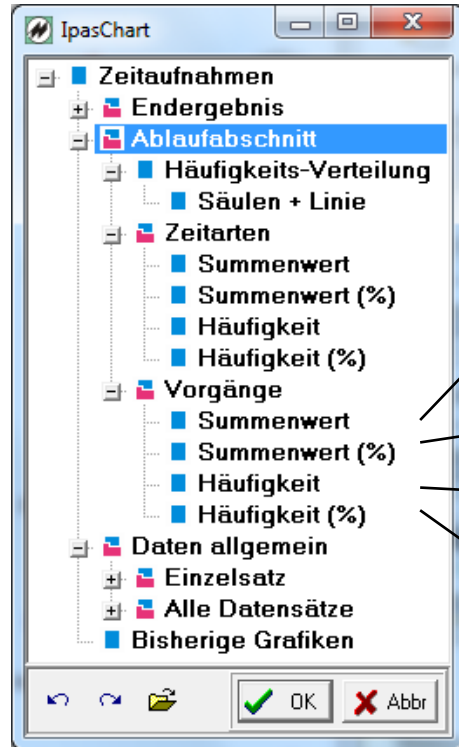 IpasChart
Zeitaufnahmen
Endergebnis
Ablaufabschnitt
Häufigkeits-Verteilung
Säulen + Linie
Zeitarten
Summenwert
Summenwert (%)
Häufigkeit
Häufigkeit (%)
Vorgänge
Summenwert
Summenwert (%)
Häufigkeit
Häufigkeit (%)
Daten allgemein
Einzelsatz
Alle Datensätze
Bisherige Grafiken
OK Abbr